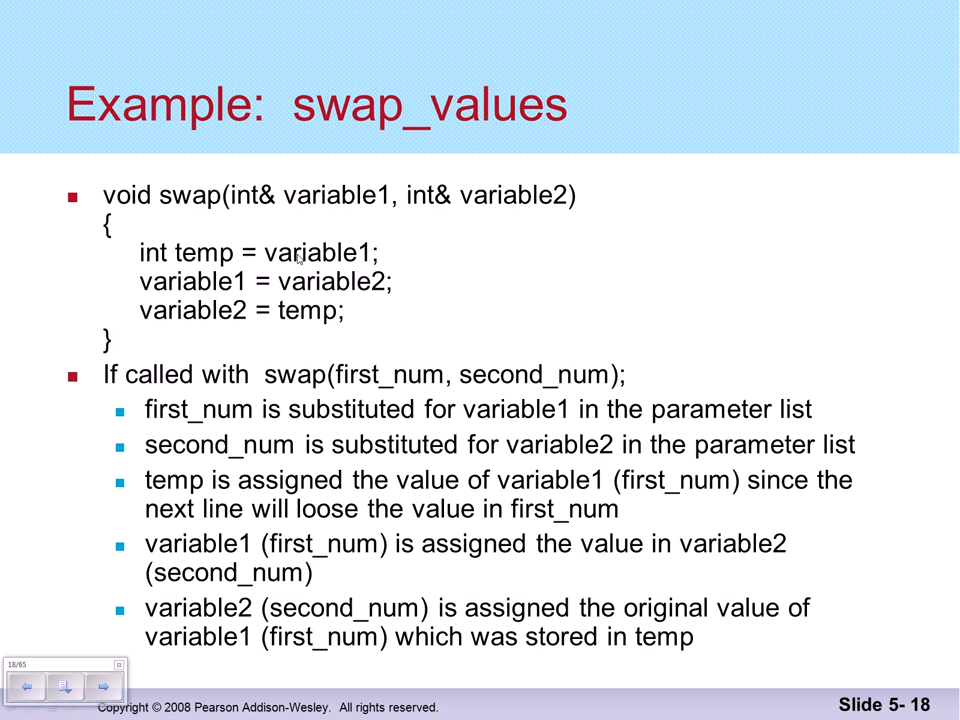 Example: swap_values
void swap(int& variable1, int& variable2)
{
int temp = variable1;
variable1 = variable2;
variable2 = temp;
}
If called with swap(first_num, second_num);
first_num is substituted for variable1 in the parameter list
second_num is substituted for variable2 in the parameter list
temp is assigned the value of variable1 (first_num) since the
next line will loose the value in first_num
variable1 (first_num) is assigned the value in variable2
(second_num)
variable2 (second_num) is assigned the original value of
variable1 (first_num) which was stored in temp
18/65
Copyright © 2008 Pearson Addison-Wesley. All rights reserved.
Slide 5- 18